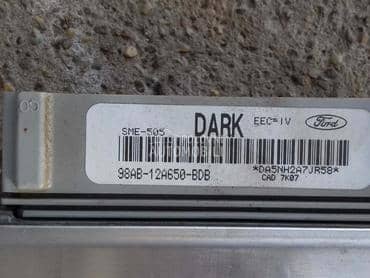 SME-505
DARK
EEC-IV
Ford
98AB-12A650-BDB
*DA5NH2A7JR58*
CAD 7K07